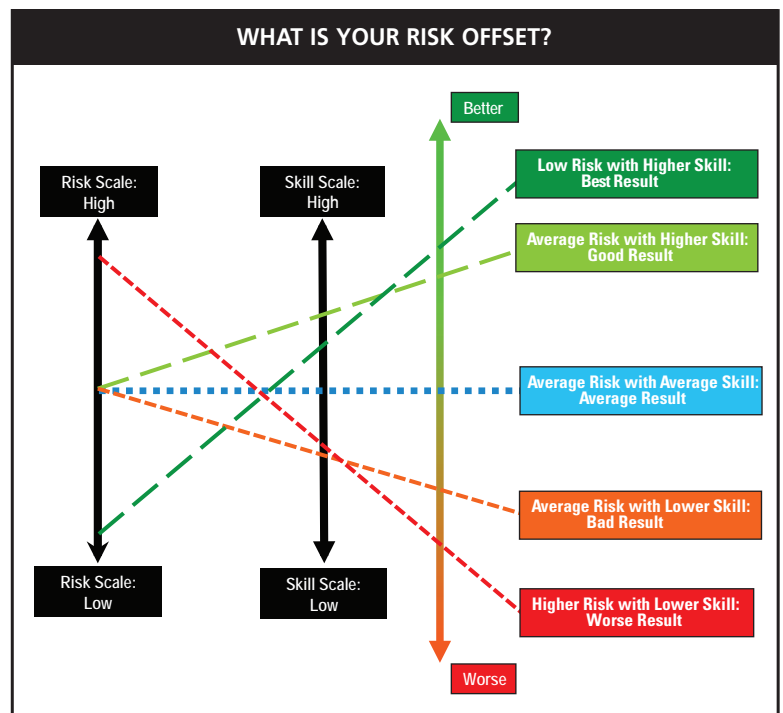 WHAT IS YOUR RISK OFFSET?
Better
Risk Scale:
High
Skill Scale:
High
Low Risk with Higher Skill:
Best Result
Average Risk with Higher Skill:
Good Result
Average Risk with Average Skill:
Average Result
Average Risk with Lower Skill:
Bad Result
Risk Scale:
Low
Skill Scale:
Low
Higher Risk with Lower Skill:
Worse Result
Worse